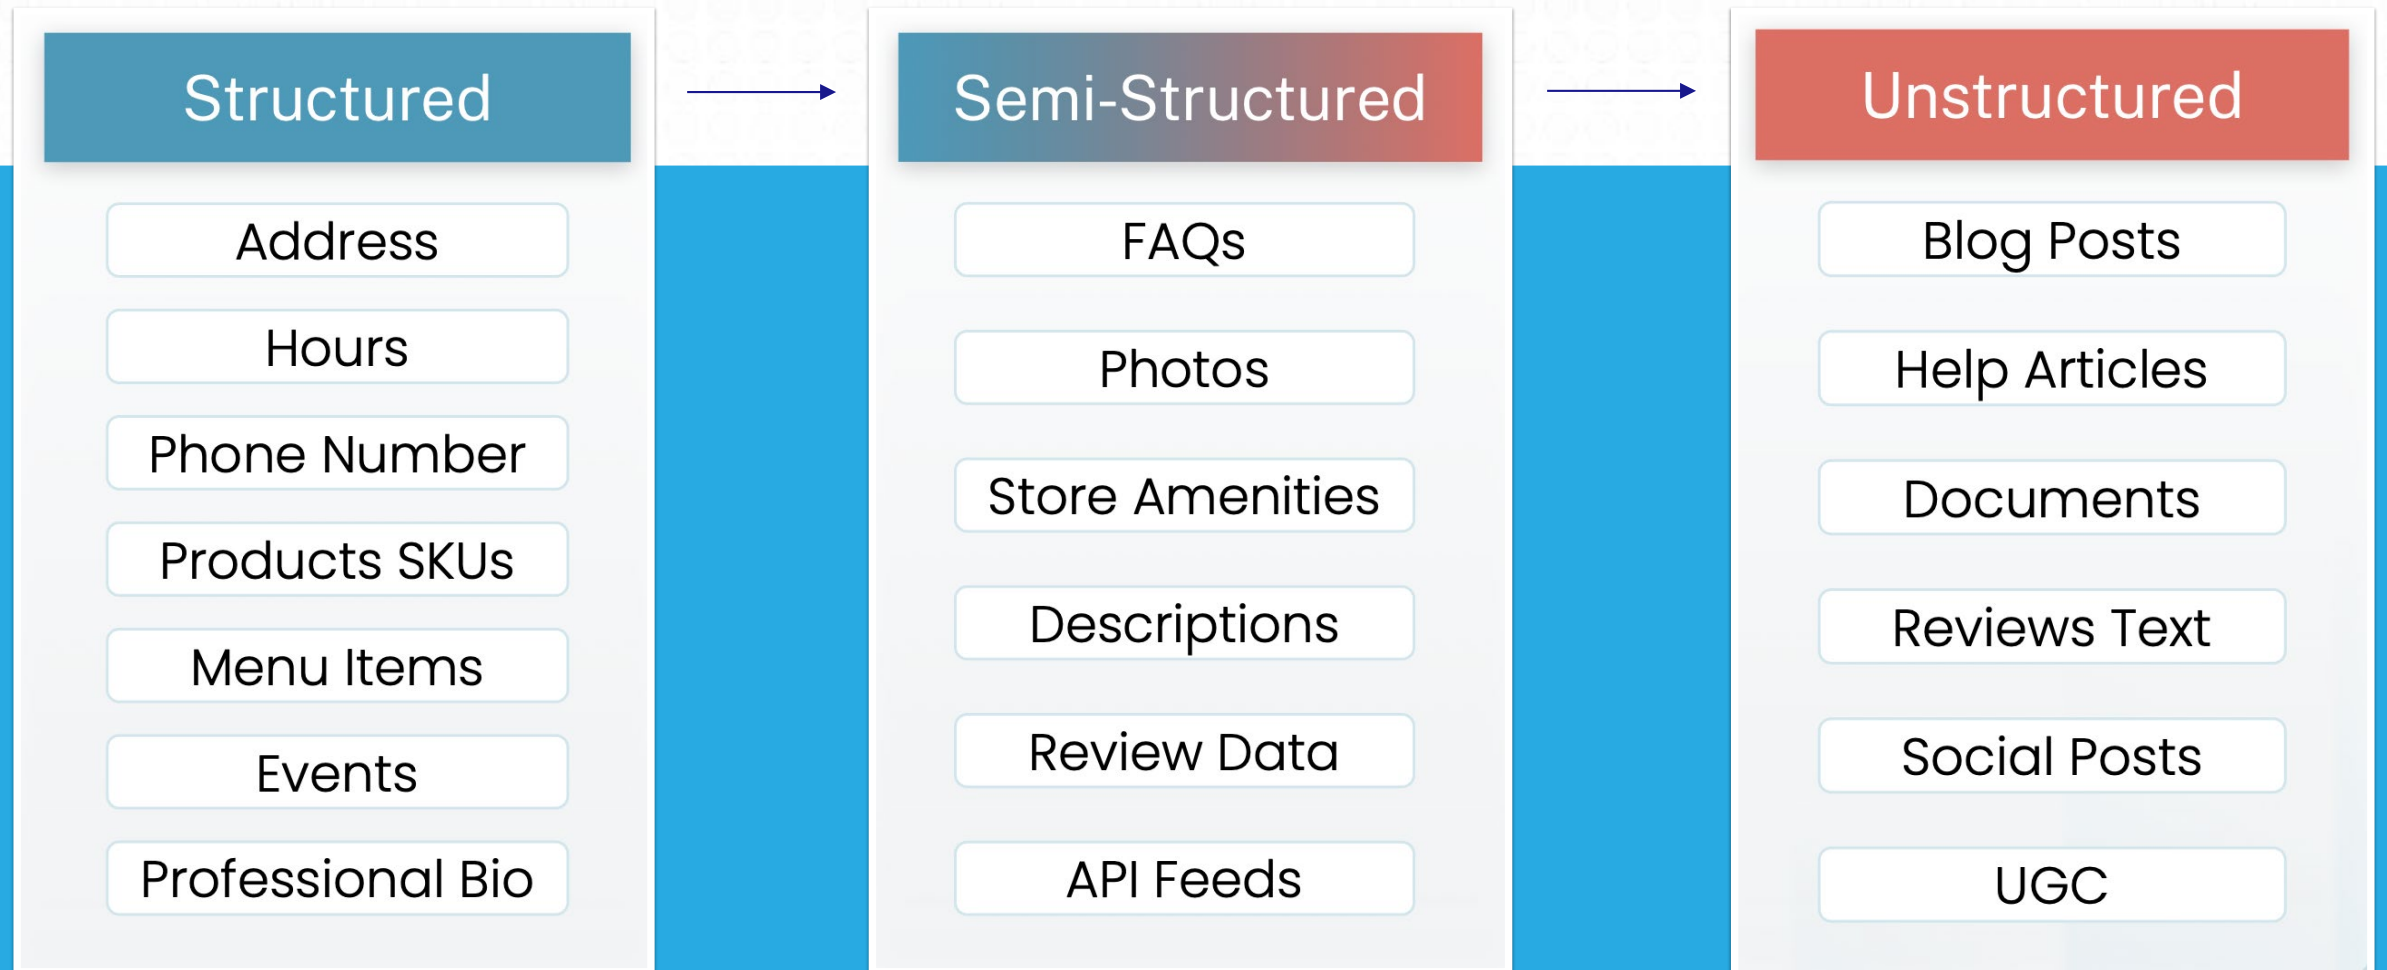 Structured
Address
Hours
Phone Number
Products SKUs
Menu Items
Events
Professional Bio
Semi-Structured
FAQs
Photos
Store Amenities
Descriptions
Review Data
API Feeds
Unstructured
Blog Posts
Help Articles
Documents
Reviews Text
Social Posts
UGC